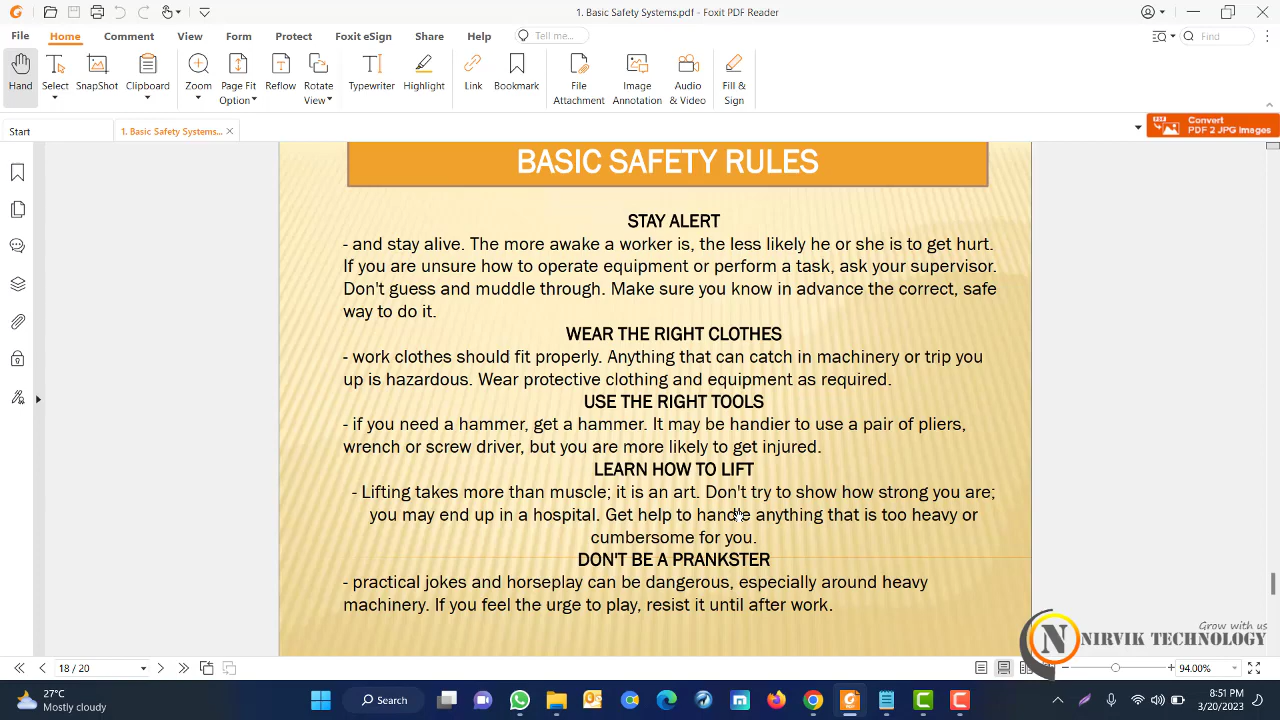 1. Basic Safety Systems.pdf - Foxit PDF Reader
File Home Comment View Form Protect Foxit eSign Share Help Tell me... Find
Hand Select SnapShot Clipboard Zoom Page Fit Option Reflow Rotate View Typewriter Highlight Link Bookmark File Attachment Image Annotation Audio & Video Fill & Sign
Start 1. Basic Safety Systems... Convert
PDF 2 JPG Images
BASIC SAFETY RULES
STAY ALERT
- and stay alive. The more awake a worker is, the less likely he or she is to get hurt.
If you are unsure how to operate equipment or perform a task, ask your supervisor.
Don't guess and muddle through. Make sure you know in advance the correct, safe
way to do it.
WEAR THE RIGHT CLOTHES
- work clothes should fit properly. Anything that can catch in machinery or trip you
up is hazardous. Wear protective clothing and equipment as required.
USE THE RIGHT TOOLS
- if you need a hammer, get a hammer. It may be handier to use a pair of pliers,
wrench or screw driver, but you are more likely to get injured.
LEARN HOW TO LIFT
- Lifting takes more than muscle; it is an art. Don't try to show how strong you are;
you may end up in a hospital. Get help to handle anything that is too heavy or
cumbersome for you.
DON'T BE A PRANKSTER
- practical jokes and horseplay can be dangerous, especially around heavy
machinery. If you feel the urge to play, resist it until after work.
Grow with us
N NIRVIK TECHNOLOGY
18 / 20 94.00%
27°C
Mostly cloudy
Search
8:51 PM
3/20/2023